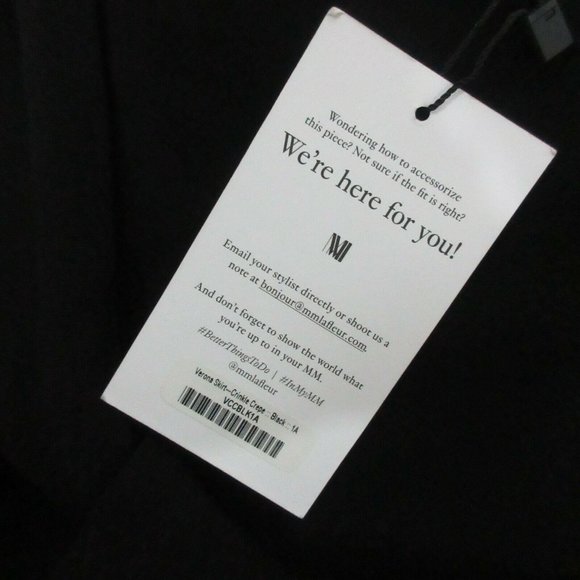 Wondering how to accessorize
this piece? Not sure if the fit is right?
We're here for you!
MM
Email your stylist directly or shoot us a
note at bonjour@mmlafleur.com.
And don't forget to show the world what
you're up to in your MM.
#BetterThingsToDo | #InMyMM
@mmlafleur
Verona Skirt—Crinkle Crepe :: Black :: 1A
VCCBLK1A